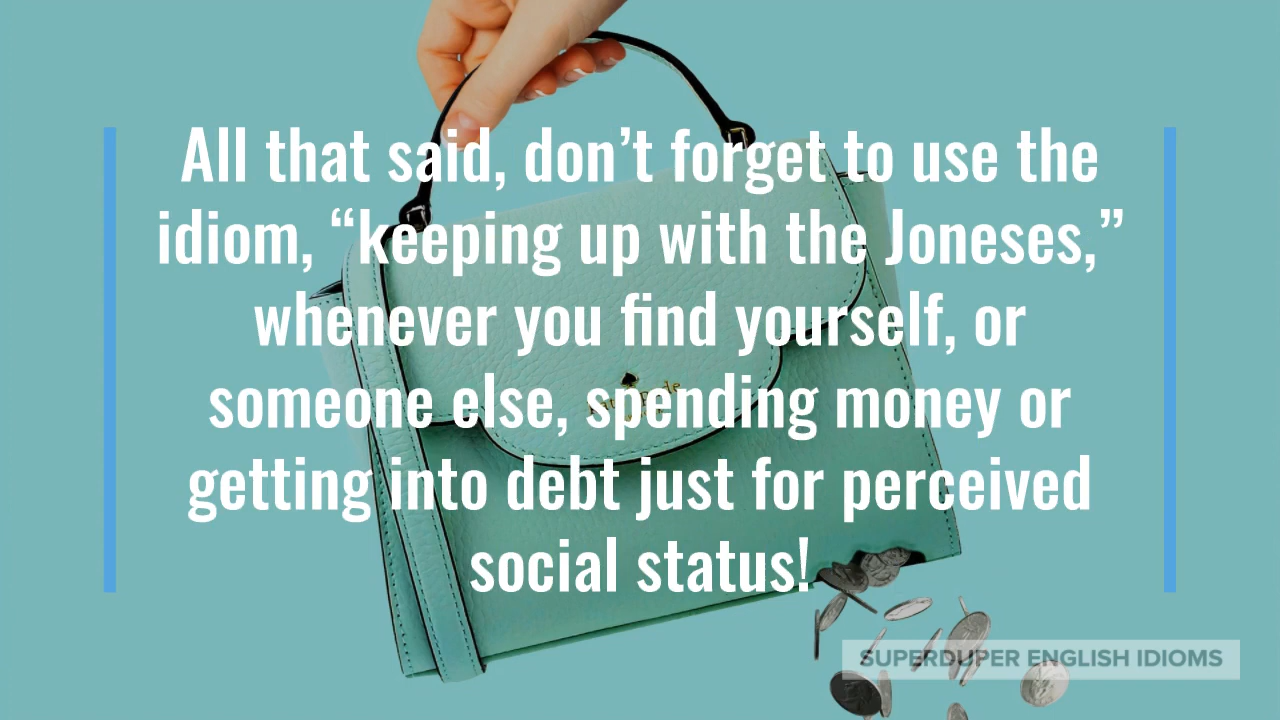 All that said, don’t forget to use the
idiom, “keeping up with the Joneses,”
whenever you find yourself, or
someone else, spending money or
getting into debt just for perceived
social status!
SUPERDUPER ENGLISH IDIOMS